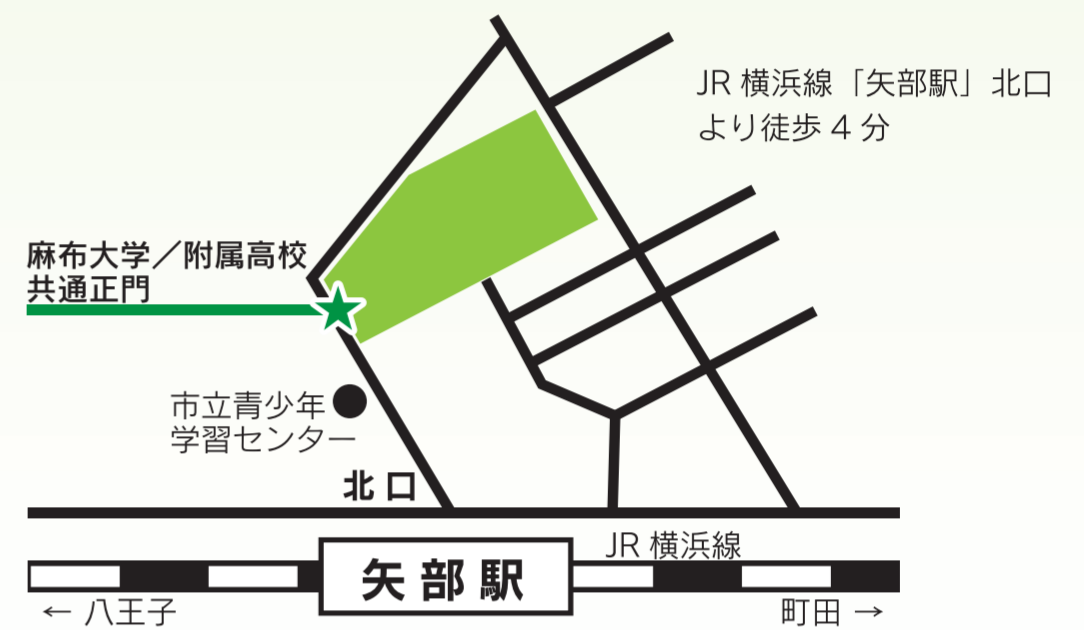 JR 横浜線「矢部駅」北口
より徒歩 4 分
麻布大学／附属高校
共通正門
市立青少年
学習センター
北 口
JR 横浜線
矢 部 駅
← 八王子
町田 →